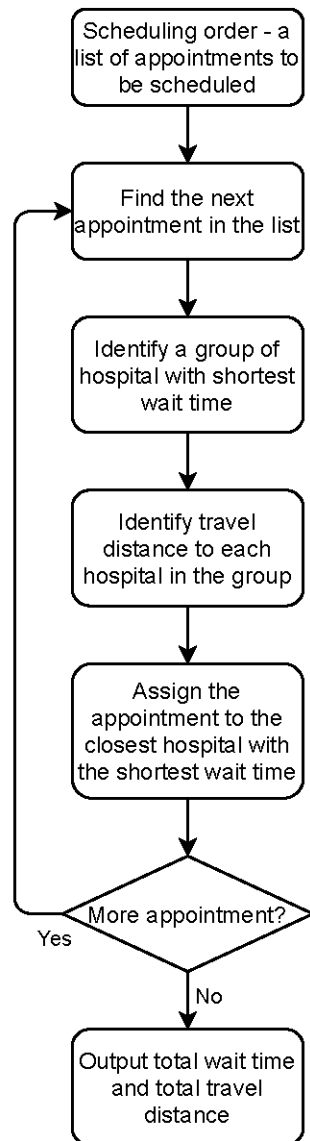 Scheduling order - a
list of appointments to
be scheduled
Find the next
appointment in the list
Identify a group of
hospital with shortest
wait time
Identify travel
distance to each
hospital in the group
Assign the
appointment to the
closest hospital with
the shortest wait time
More appointment?
Yes
No
Output total wait time
and total travel
distance